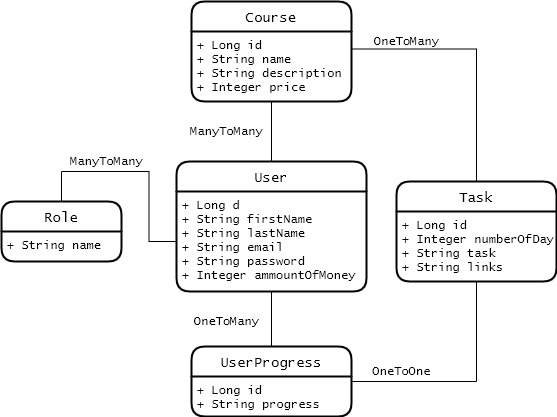 Course
+ Long id
+ String name
+ String description
+ Integer price
OneToMany
ManyToMany
ManyToMany
User
+ Long d
+ String firstName
+ String lastName
+ String email
+ String password
+ Integer ammountOfMoney
Role
+ String name
Task
+ Long id
+ Integer numberOfDay
+ String task
+ String links
OneToMany
UserProgress
+ Long id
+ String progress
OneToOne